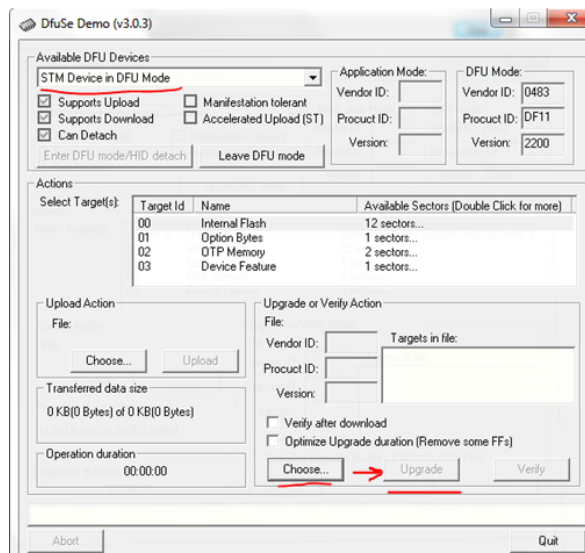 DfuSe Demo (v3.0.3)
Available DFU Devices
STM Device in DFU Mode
Supports Upload
Manifestation tolerant
Supports Download
Accelerated Upload (ST)
Can Detach
Enter DFU mode/HID detach
Leave DFU mode
Application Mode:
Vendor ID:
Procuct ID:
Version:
DFU Mode:
Vendor ID: 0483
Procuct ID: DF11
Version: 2200
Actions
Select Target(s):
Target Id Name Available Sectors (Double Click for more)
00 Internal Flash 12 sectors...
01 Option Bytes 1 sectors...
02 OTP Memory 2 sectors...
03 Device Feature 1 sectors...
Upload Action
File:
Choose... Upload
Transferred data size
0 KB(0 Bytes) of 0 KB(0 Bytes)
Operation duration
00:00:00
Upgrade or Verify Action
File:
Vendor ID:
Procuct ID:
Version:
Targets in file:
Verify after download
Optimize Upgrade duration (Remove some FFs)
Choose... Upgrade Verify
Abort Quit